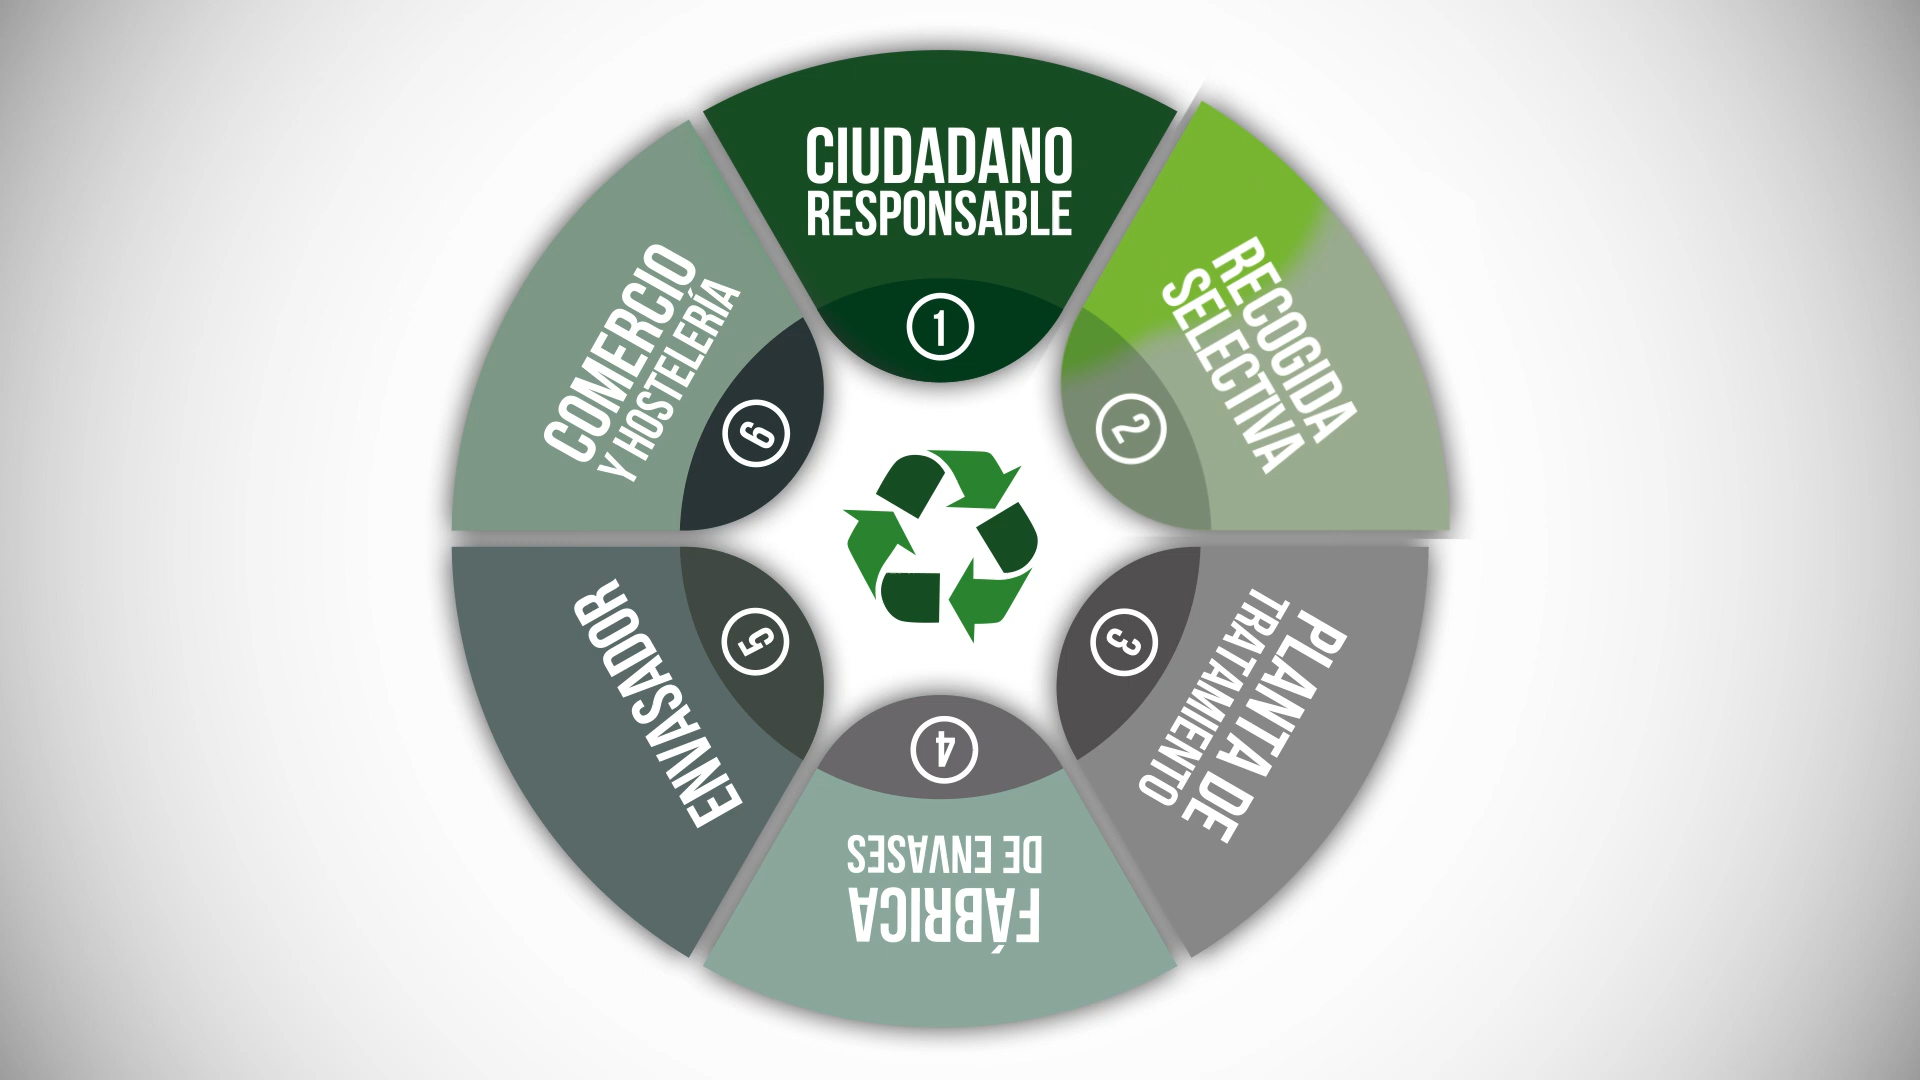 CIUDADANO
RESPONSABLE
1
RECOGIDA
SELECTIVA
2
PLANTA DE
TRATAMIENTO
3
FÁBRICA
DE ENVASES
4
ENVASADOR
5
COMERCIO
Y HOSTELERÍA
6